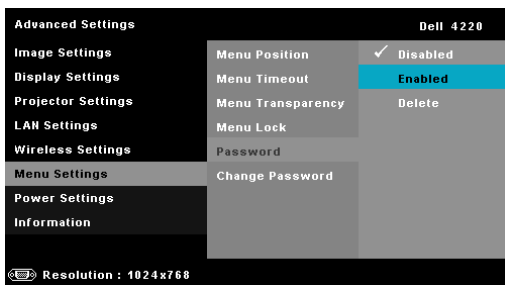 Advanced Settings Dell 4220
Image Settings
Display Settings
Projector Settings
LAN Settings
Wireless Settings
Menu Settings
Power Settings
Information
Menu Position
Menu Timeout
Menu Transparency
Menu Lock
Password
Change Password
✓ Disabled
Enabled
Delete
Resolution : 1024x768